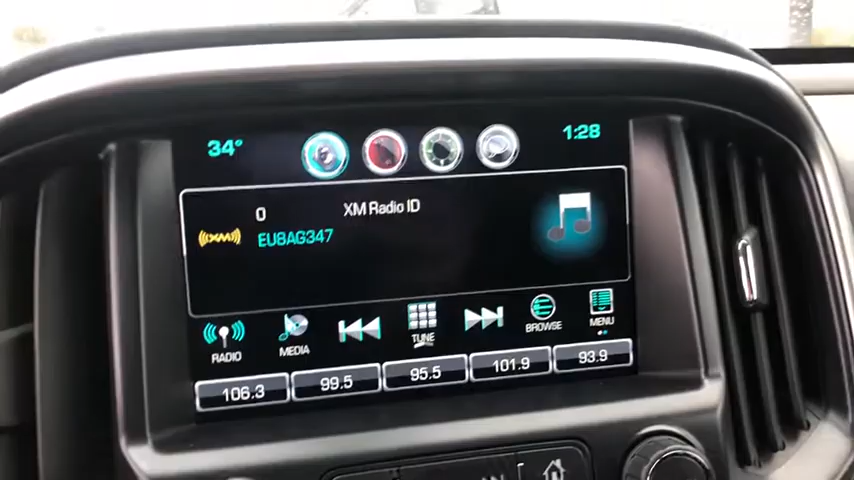 34°
1:28
0
XM Radio ID
XM
EU8AG347
RADIO
MEDIA
TUNE
BROWSE
MENU
106.3
99.5
95.5
101.9
93.9